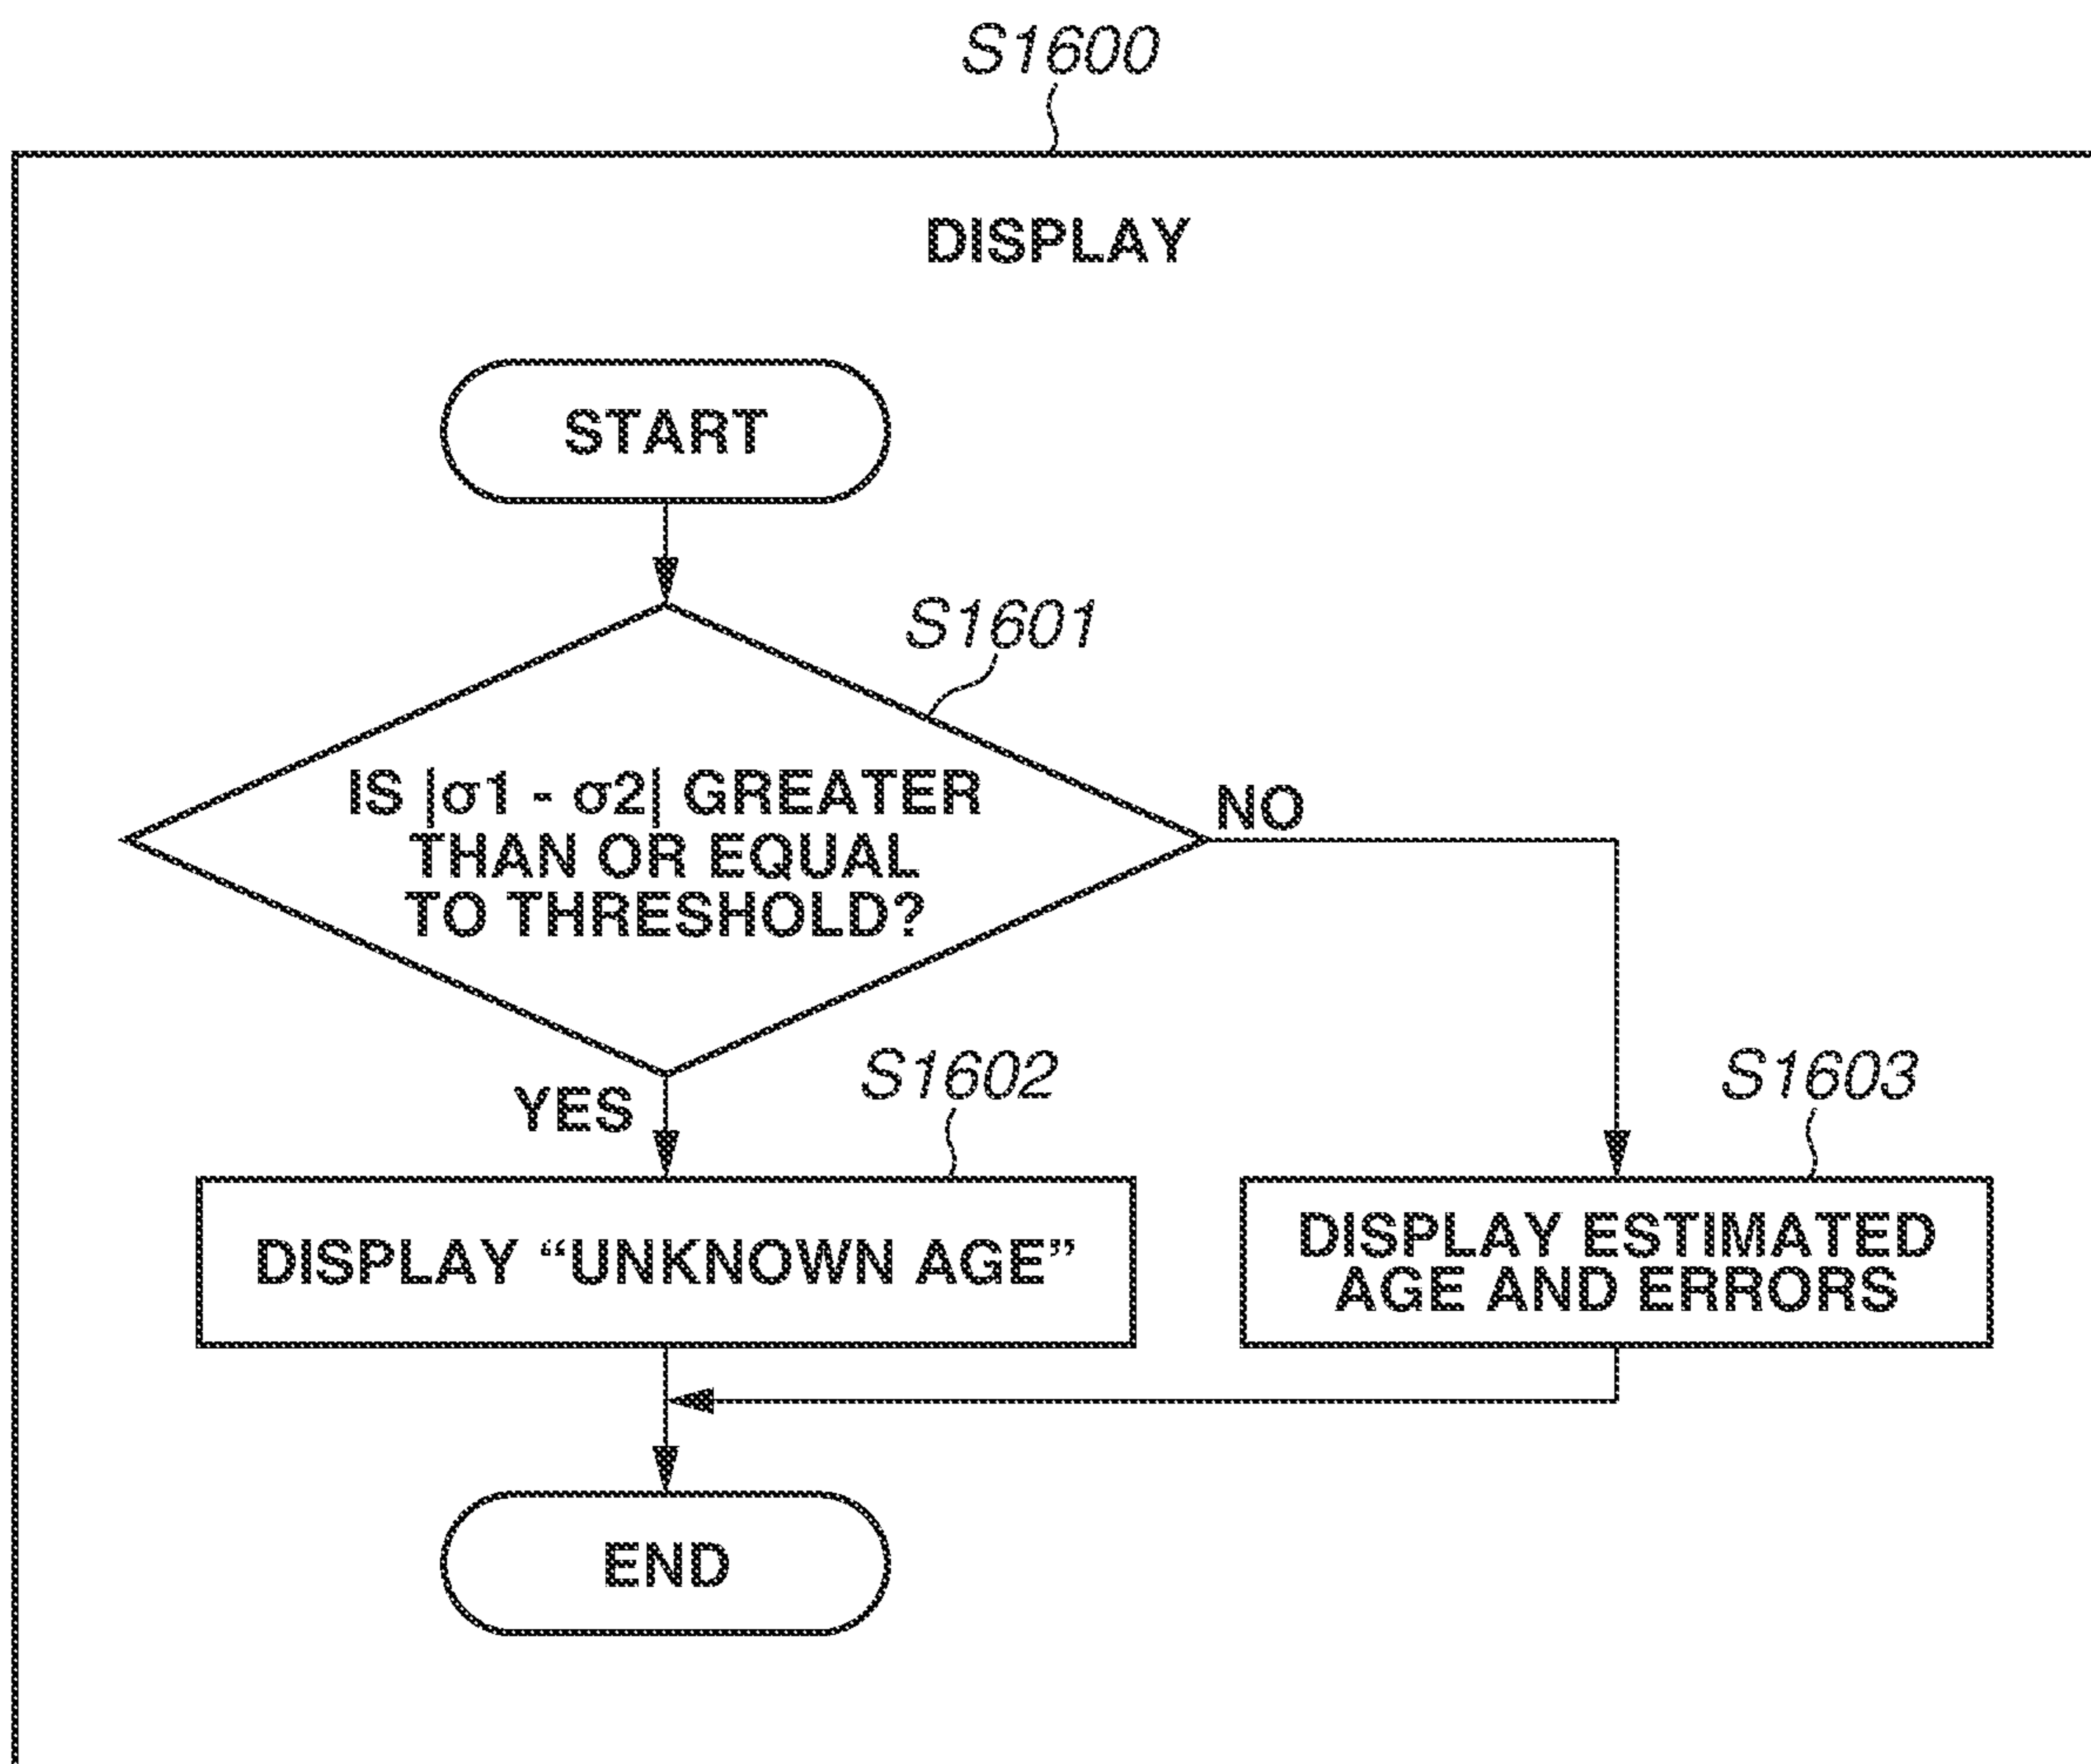 S1600
DISPLAY
START
S1601
IS |σ1 - σ2| GREATER
THAN OR EQUAL
TO THRESHOLD?
NO
YES
S1602
S1603
DISPLAY “UNKNOWN AGE”
DISPLAY ESTIMATED
AGE AND ERRORS
END